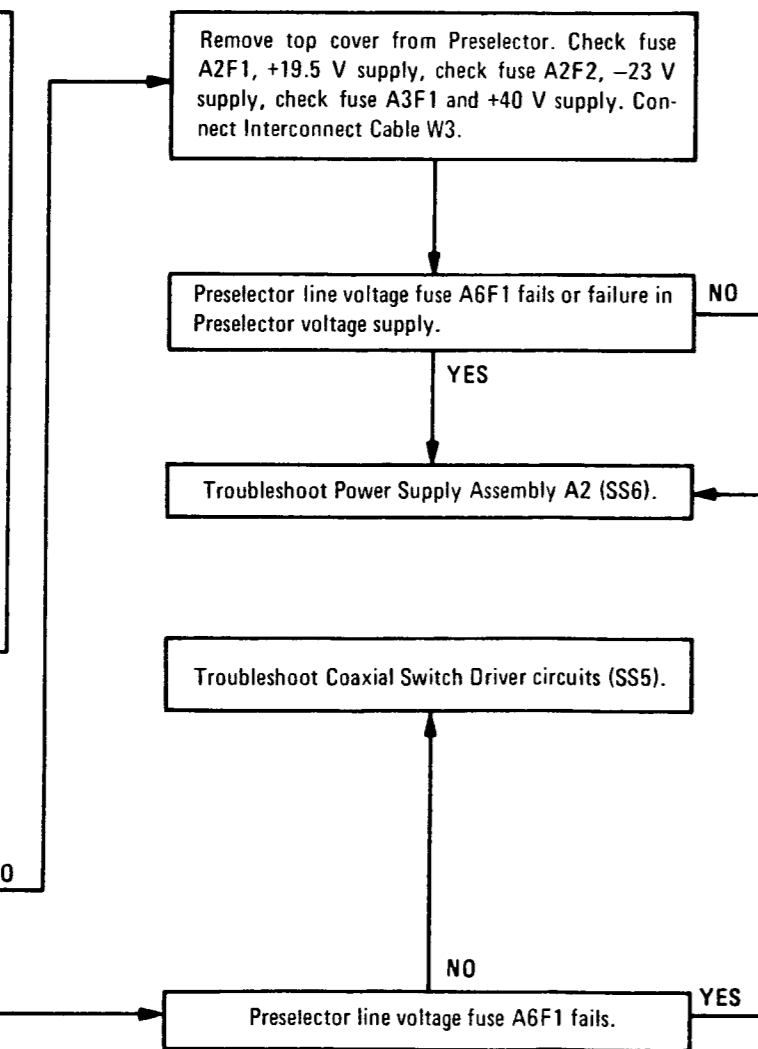 Remove top cover from Preselector. Check fuse
A2F1, +19.5 V supply, check fuse A2F2, −23 V
supply, check fuse A3F1 and +40 V supply. Con-
nect Interconnect Cable W3.
Preselector line voltage fuse A6F1 fails or failure in
Preselector voltage supply.
NO
YES
Troubleshoot Power Supply Assembly A2 (SS6).
Troubleshoot Coaxial Switch Driver circuits (SS5).
O
NO
Preselector line voltage fuse A6F1 fails.
YES